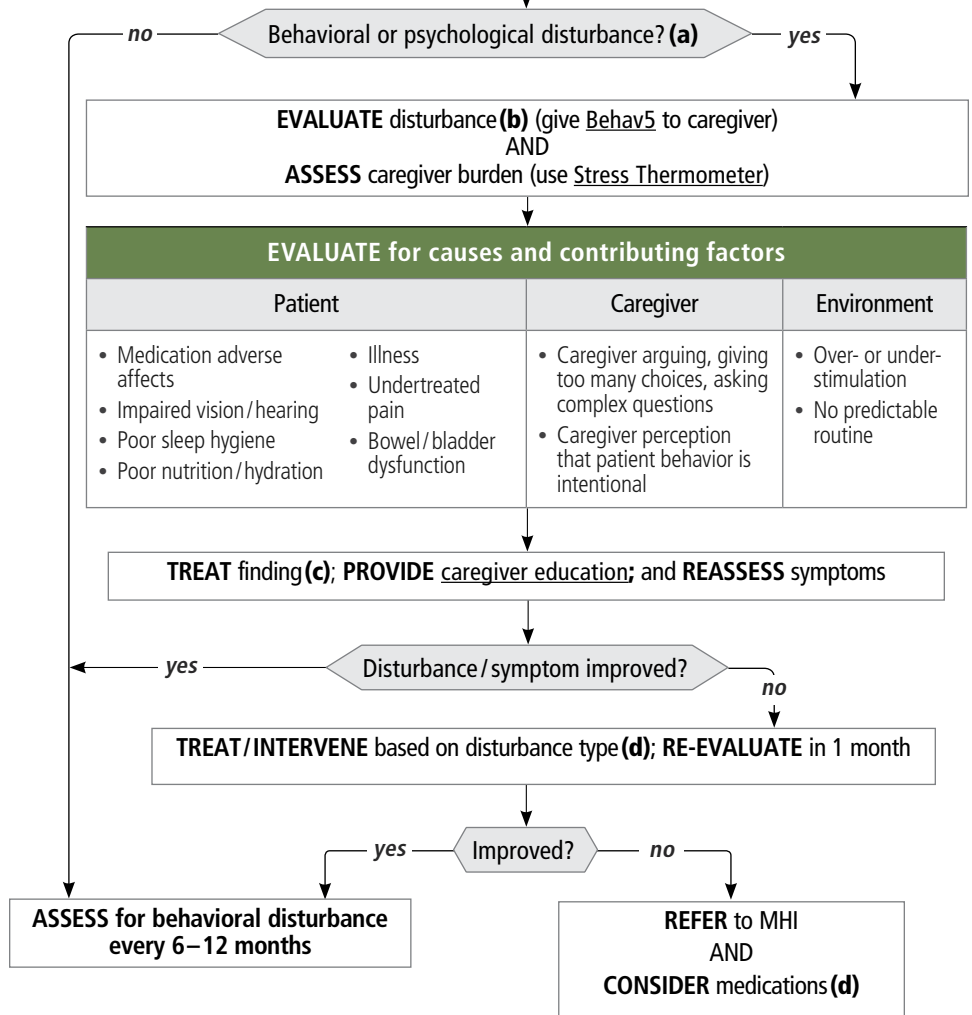 Behavioral or psychological disturbance? (a)
no
yes
EVALUATE disturbance (b) (give Behav5 to caregiver)
AND
ASSESS caregiver burden (use Stress Thermometer)
EVALUATE for causes and contributing factors
Patient
• Medication adverse
affects
• Impaired vision/hearing
• Poor sleep hygiene
• Poor nutrition/hydration
• Illness
• Undertreated
pain
• Bowel/bladder
dysfunction
Caregiver
• Caregiver arguing, giving
too many choices, asking
complex questions
• Caregiver perception
that patient behavior is
intentional
Environment
• Over- or under-
stimulation
• No predictable
routine
TREAT finding (c); PROVIDE caregiver education; and REASSESS symptoms
Disturbance/symptom improved?
yes
no
TREAT/INTERVENE based on disturbance type (d); RE-EVALUATE in 1 month
Improved?
yes
no
ASSESS for behavioral disturbance
every 6–12 months
REFER to MHI
AND
CONSIDER medications (d)